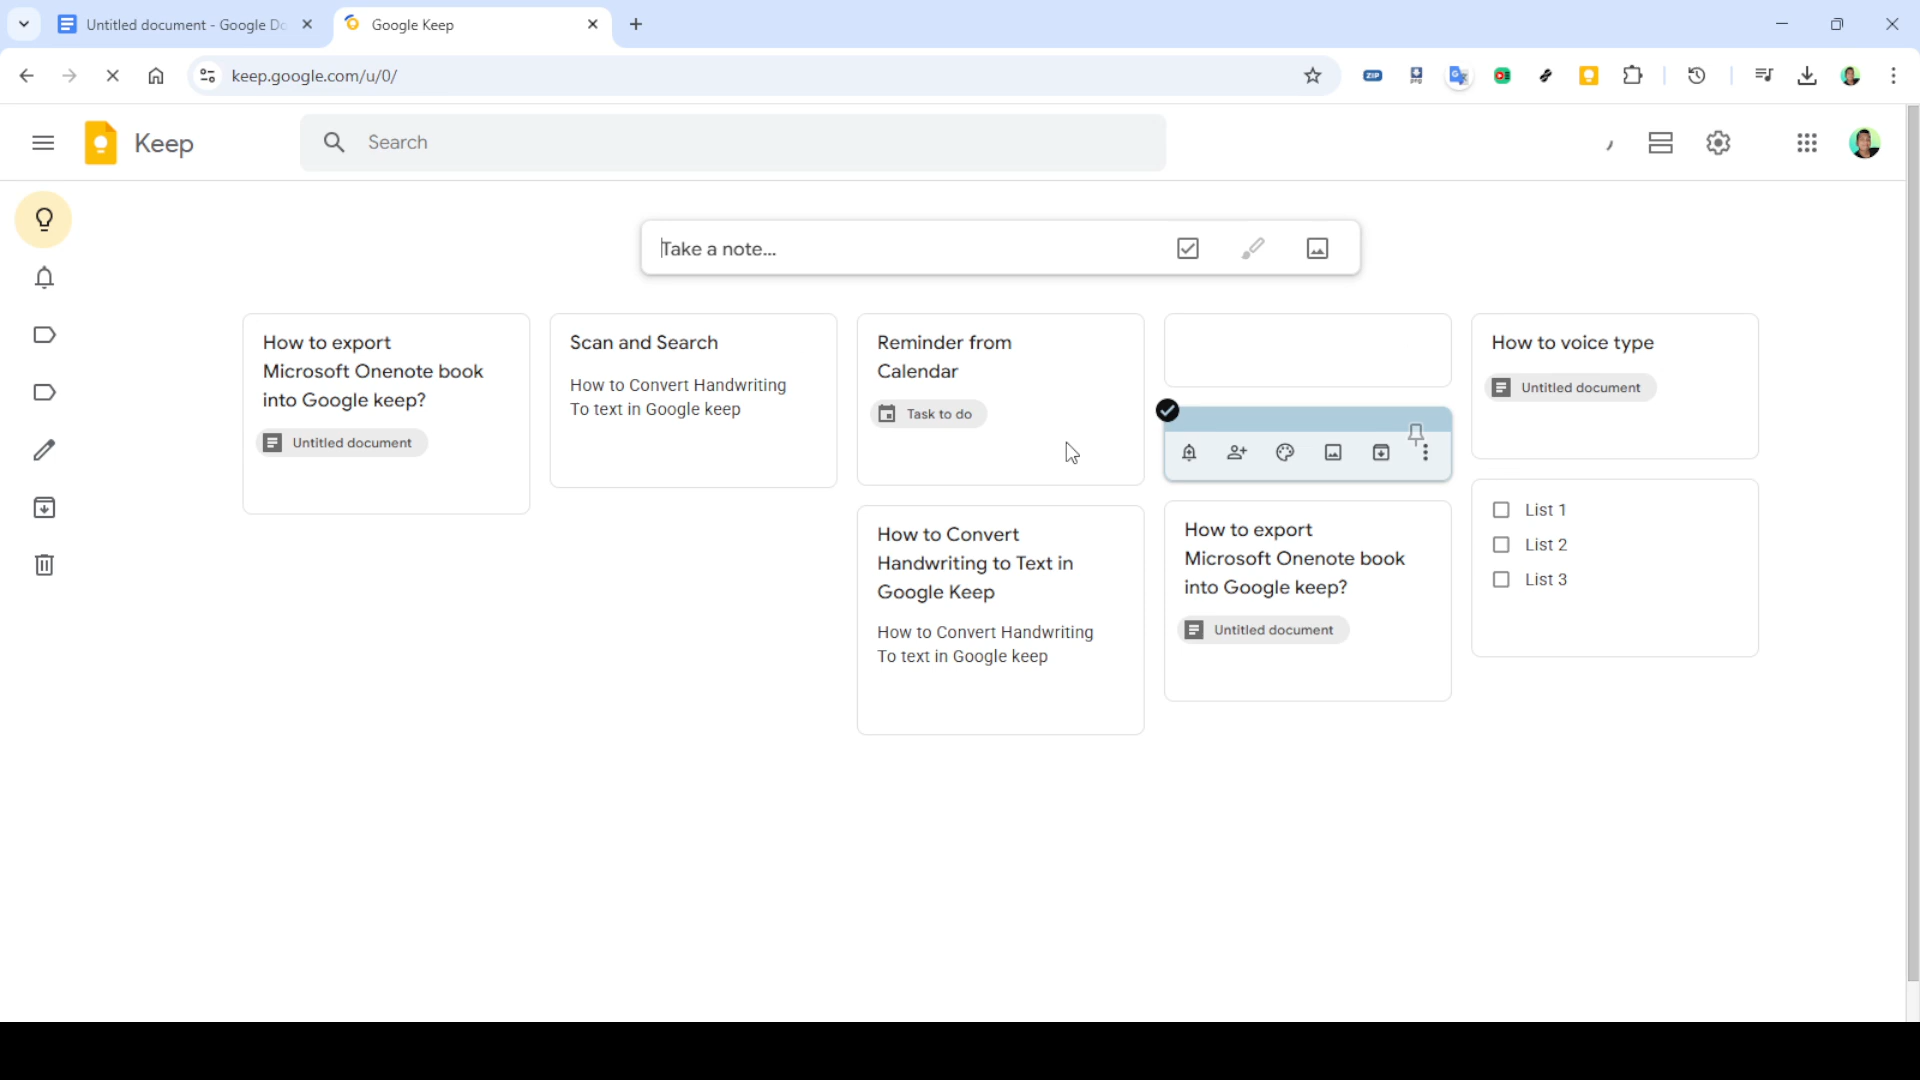 Untitled document - Google Do
Google Keep
keep.google.com/u/0/
ZIP
Keep
Search
Take a note...
How to export
Microsoft Onenote book
into Google keep?
Untitled document
Scan and Search
How to Convert Handwriting
To text in Google keep
Reminder from
Calendar
Task to do
How to Convert
Handwriting to Text in
Google Keep
How to Convert Handwriting
To text in Google keep
How to export
Microsoft Onenote book
into Google keep?
Untitled document
How to voice type
Untitled document
List 1
List 2
List 3